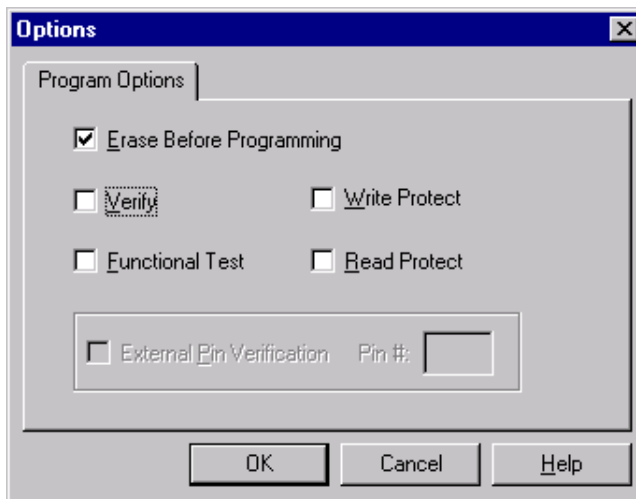 Options
Program Options
Erase Before Programming
Verify Write Protect
Functional Test Read Protect
External Pin Verification Pin #:
OK Cancel Help